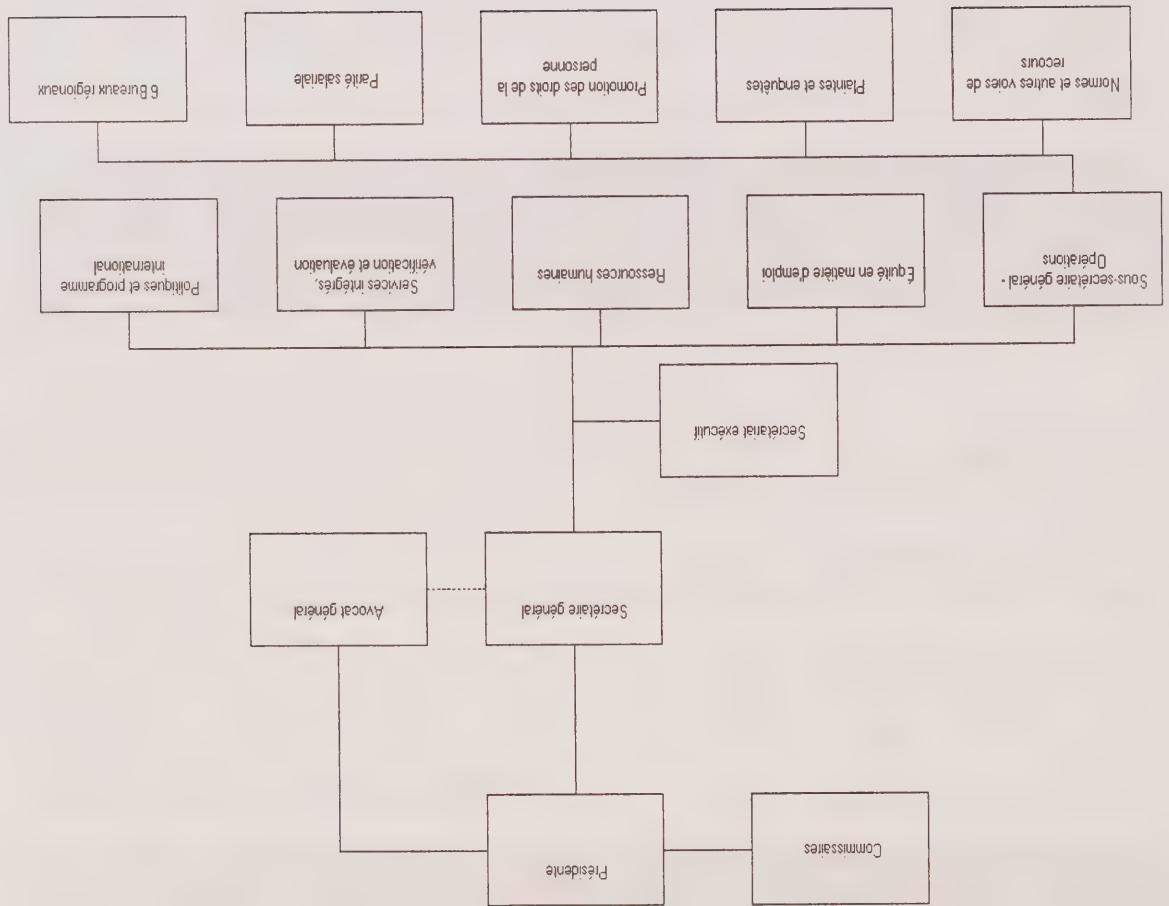 Présidente
Commissaires
Avocat général
Secrétaire général
Secrétariat exécutif
Sous-secrétaire général -
Opérations
Équité en matière d'emploi
Ressources humaines
Services intégrés,
vérification et évaluation
Politiques et programme
international
Normes et autres voies de
recours
Plaintes et enquêtes
Promotion des droits de la
personne
Parité salariale
6 Bureaux régionaux